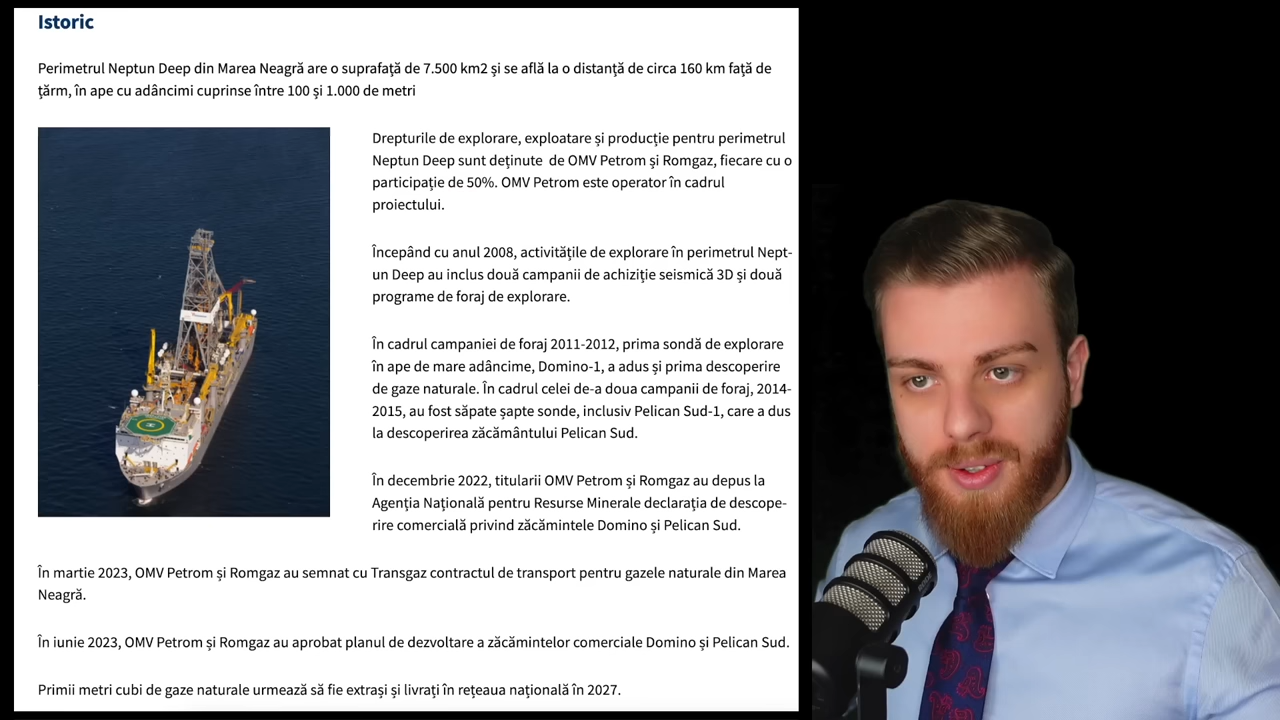 Istoric
Perimetrul Neptun Deep din Marea Neagră are o suprafață de 7.500 km2 și se află la o distanță de circa 160 km față de
țărm, în ape cu adâncimi cuprinse între 100 și 1.000 de metri
Drepturile de explorare, exploatare și producție pentru perimetrul
Neptun Deep sunt deținute de OMV Petrom și Romgaz, fiecare cu o
participație de 50%. OMV Petrom este operator în cadrul
proiectului.
Începând cu anul 2008, activitățile de explorare în perimetrul Nept-
un Deep au inclus două campanii de achiziție seismică 3D și două
programe de foraj de explorare.
În cadrul campaniei de foraj 2011-2012, prima sondă de explorare
în ape de mare adâncime, Domino-1, a adus și prima descoperire
de gaze naturale. În cadrul celei de-a doua campanii de foraj, 2014-
2015, au fost săpate șapte sonde, inclusiv Pelican Sud-1, care a dus
la descoperirea zăcământului Pelican Sud.
În decembrie 2022, titularii OMV Petrom și Romgaz au depus la
Agenția Națională pentru Resurse Minerale declarația de descope-
rire comercială privind zăcămintele Domino și Pelican Sud.
În martie 2023, OMV Petrom și Romgaz au semnat cu Transgaz contractul de transport pentru gazele naturale din Marea
Neagră.
În iunie 2023, OMV Petrom și Romgaz au aprobat planul de dezvoltare a zăcămintelor comerciale Domino și Pelican Sud.
Primii metri cubi de gaze naturale urmează să fie extrași și livrați în rețeaua națională în 2027.